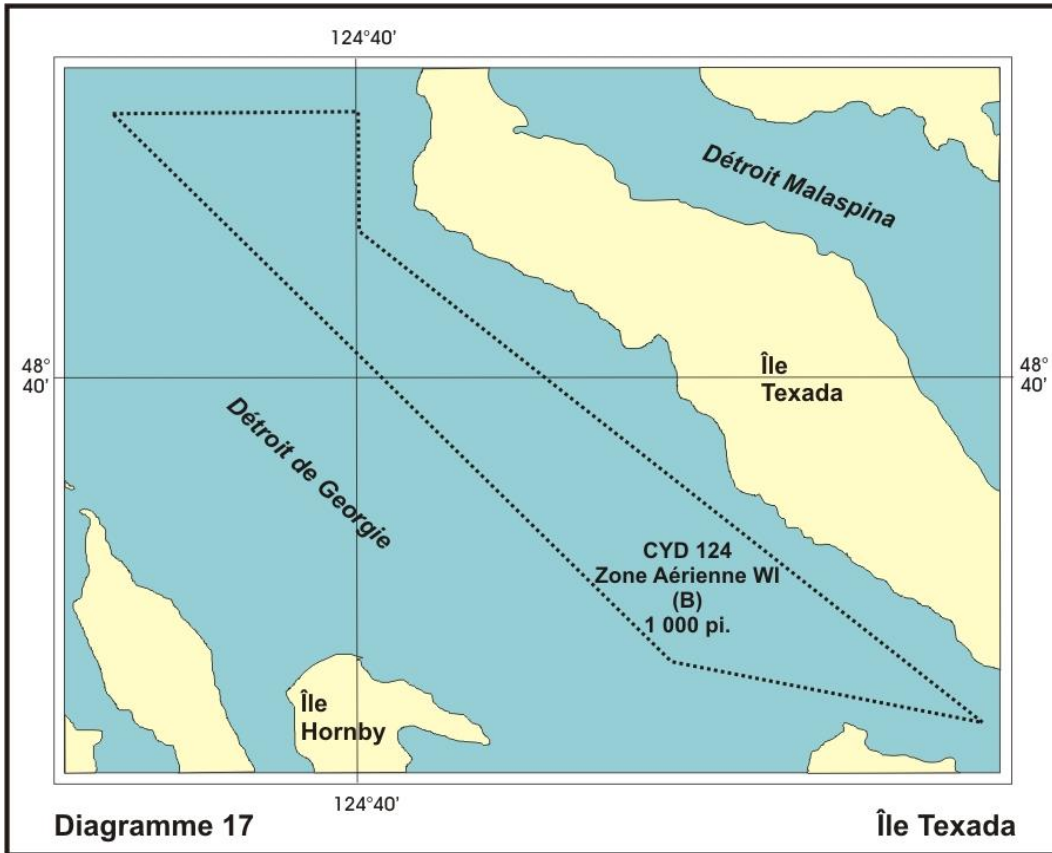 124°40'
Détroit Malaspina
48°
40'
Île
Texada
48°
40'
Détroit de Georgie
CYD 124
Zone Aérienne WI
(B)
1 000 pi.
Île
Hornby
124°40'
Diagramme 17
Île Texada